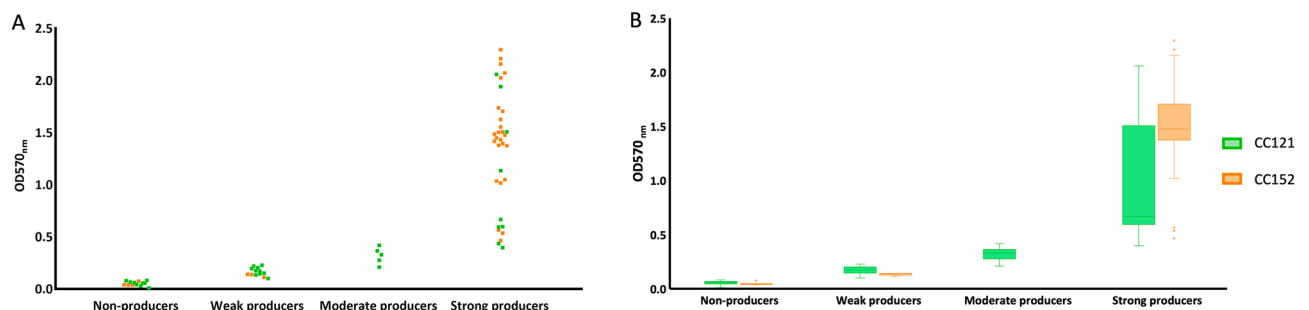 A
2.5
2.0
1.5
1.0
0.5
0.0
OD570nm
Non-producers Weak producers Moderate producers Strong producers
B
2.5
2.0
1.5
1.0
0.5
0.0
OD570nm
Non-producers Weak producers Moderate producers Strong producers
CC121
CC152